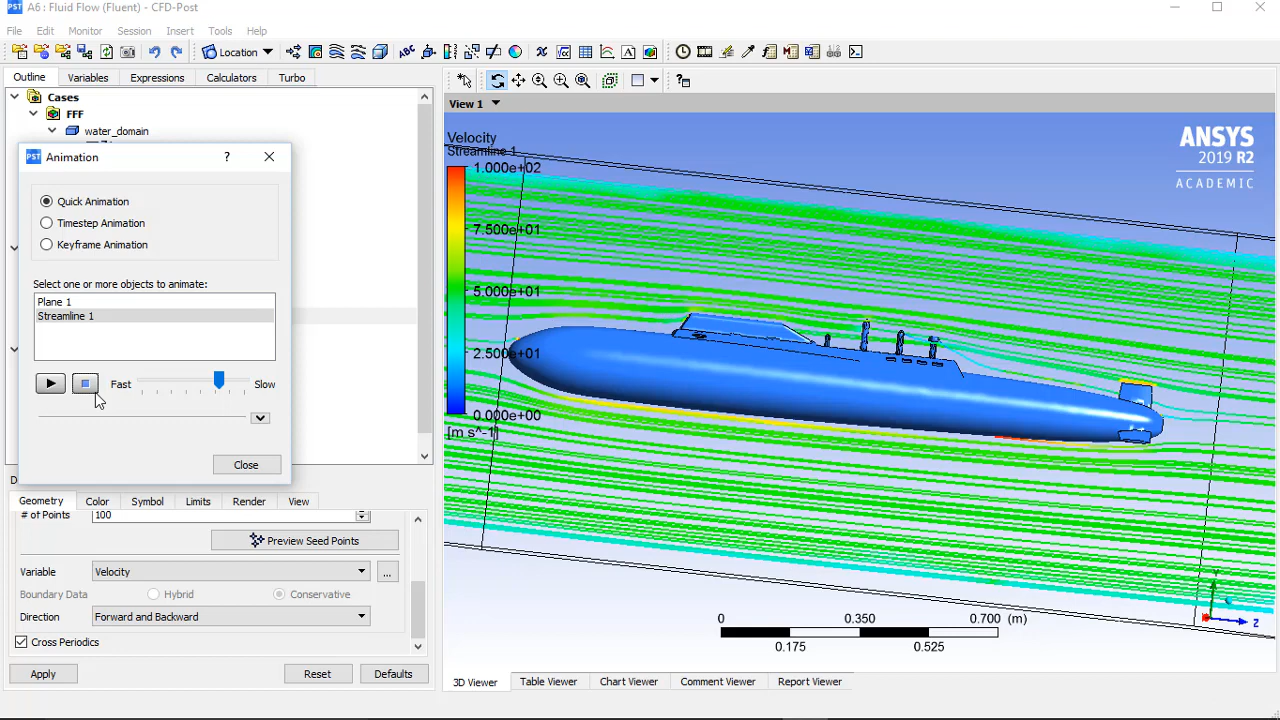 A6 : Fluid Flow (Fluent) - CFD-Post
File Edit Monitor Session Insert Tools Help
Location
Outline Variables Expressions Calculators Turbo
View 1
Cases
FFF
water_domain
Animation
Quick Animation
Timestep Animation
Keyframe Animation
Select one or more objects to animate:
Plane 1
Streamline 1
Fast Slow
Close
Geometry Color Symbol Limits Render View
# of Points 100
Preview Seed Points
Variable Velocity ...
Boundary Data Hybrid Conservative
Direction Forward and Backward
Cross Periodics
Apply Reset Defaults
Velocity
Streamline 1
1.000e+02
7.500e+01
5.000e+01
2.500e+01
0.000e+00
[m s^-1]
ANSYS
2019 R2
ACADEMIC
0 0.350 0.700 (m)
0.175 0.525
Y
Z
3D Viewer Table Viewer Chart Viewer Comment Viewer Report Viewer